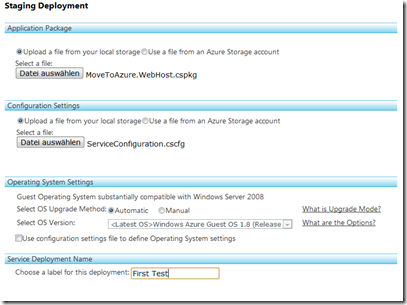 Staging Deployment
Application Package
Upload a file from your local storage Use a file from an Azure Storage account
Select a file:
Datei auswählen MoveToAzure.WebHost.cspkg
Configuration Settings
Upload a file from your local storage Use a file from an Azure Storage account
Select a file:
Datei auswählen ServiceConfiguration.cscfg
Operating System Settings
Guest Operating System substantially compatible with Windows Server 2008
Select OS Upgrade Method: Automatic Manual What is Upgrade Mode?
Select OS Version: <Latest OS>Windows Azure Guest OS 1.8 (Release What are the Options?
Use configuration settings file to define Operating System settings
Service Deployment Name
Choose a label for this deployment: First Test